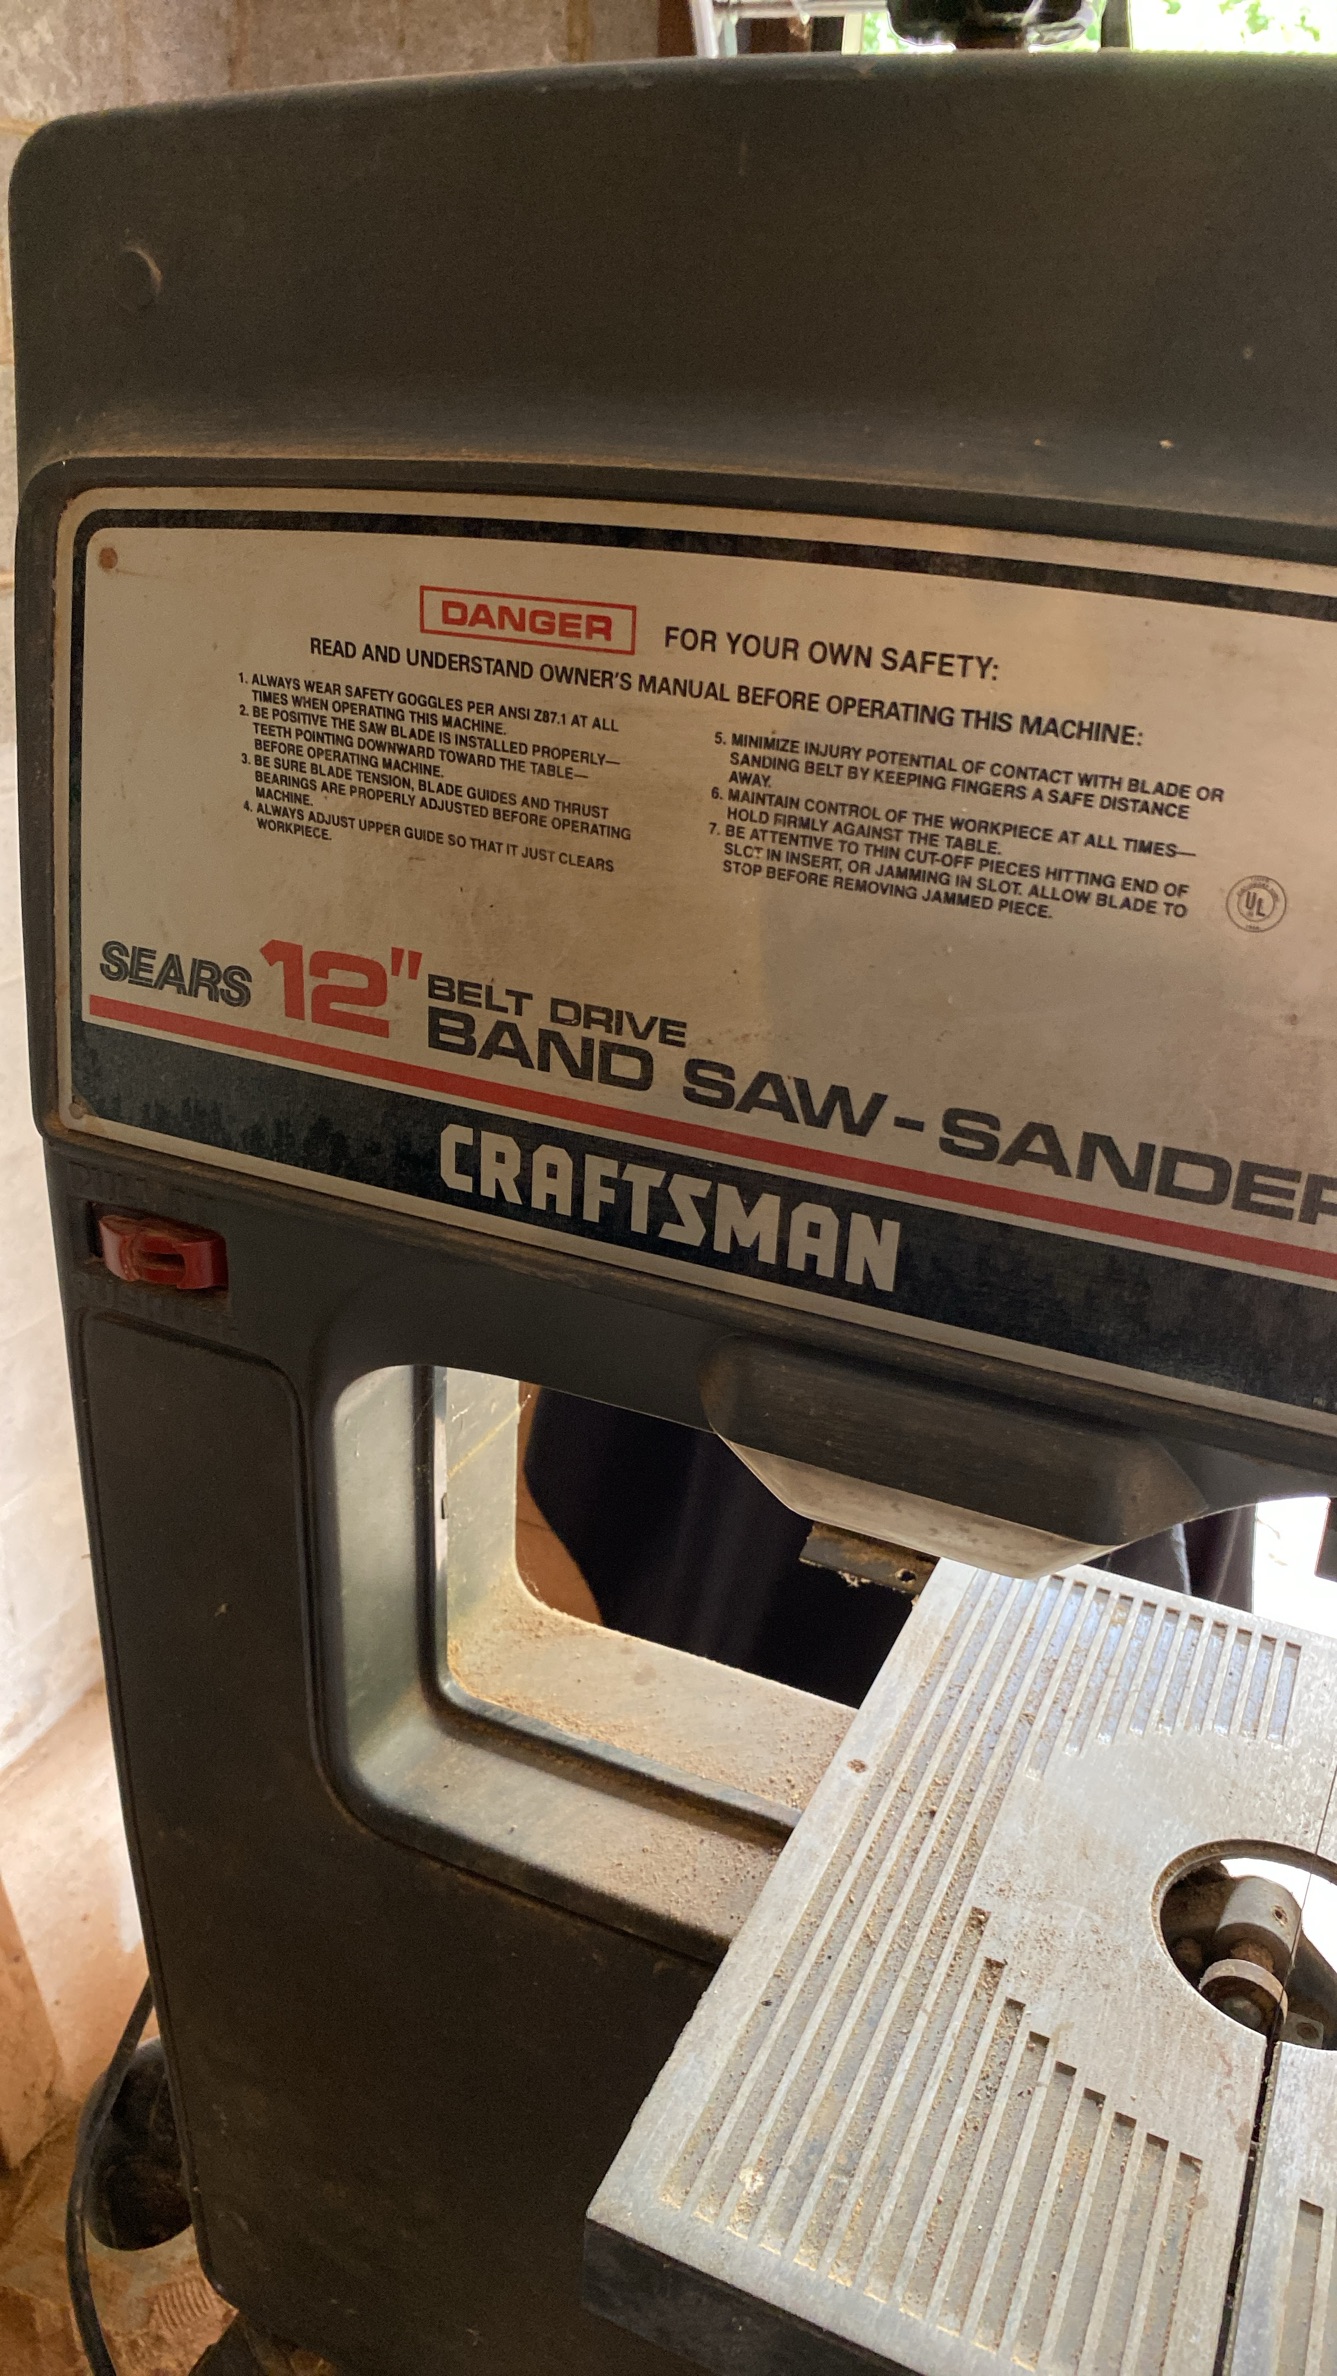 DANGER FOR YOUR OWN SAFETY:
READ AND UNDERSTAND OWNER'S MANUAL BEFORE OPERATING THIS MACHINE:
1. ALWAYS WEAR SAFETY GOGGLES PER ANSI Z87.1 AT ALL
TIMES WHEN OPERATING THIS MACHINE.
2. BE POSITIVE THE SAW BLADE IS INSTALLED PROPERLY—
TEETH POINTING DOWNWARD TOWARD THE TABLE—
BEFORE OPERATING MACHINE.
3. BE SURE BLADE TENSION, BLADE GUIDES AND THRUST
BEARINGS ARE PROPERLY ADJUSTED BEFORE OPERATING
MACHINE.
4. ALWAYS ADJUST UPPER GUIDE SO THAT IT JUST CLEARS
WORKPIECE.
5. MINIMIZE INJURY POTENTIAL OF CONTACT WITH BLADE OR
SANDING BELT BY KEEPING FINGERS A SAFE DISTANCE
AWAY.
6. MAINTAIN CONTROL OF THE WORKPIECE AT ALL TIMES—
HOLD FIRMLY AGAINST THE TABLE.
7. BE ATTENTIVE TO THIN CUT-OFF PIECES HITTING END OF
SLOT IN INSERT, OR JAMMING IN SLOT. ALLOW BLADE TO
STOP BEFORE REMOVING JAMMED PIECE.
UL
SEARS 12" BELT DRIVE
BAND SAW-SANDER
CRAFTSMAN